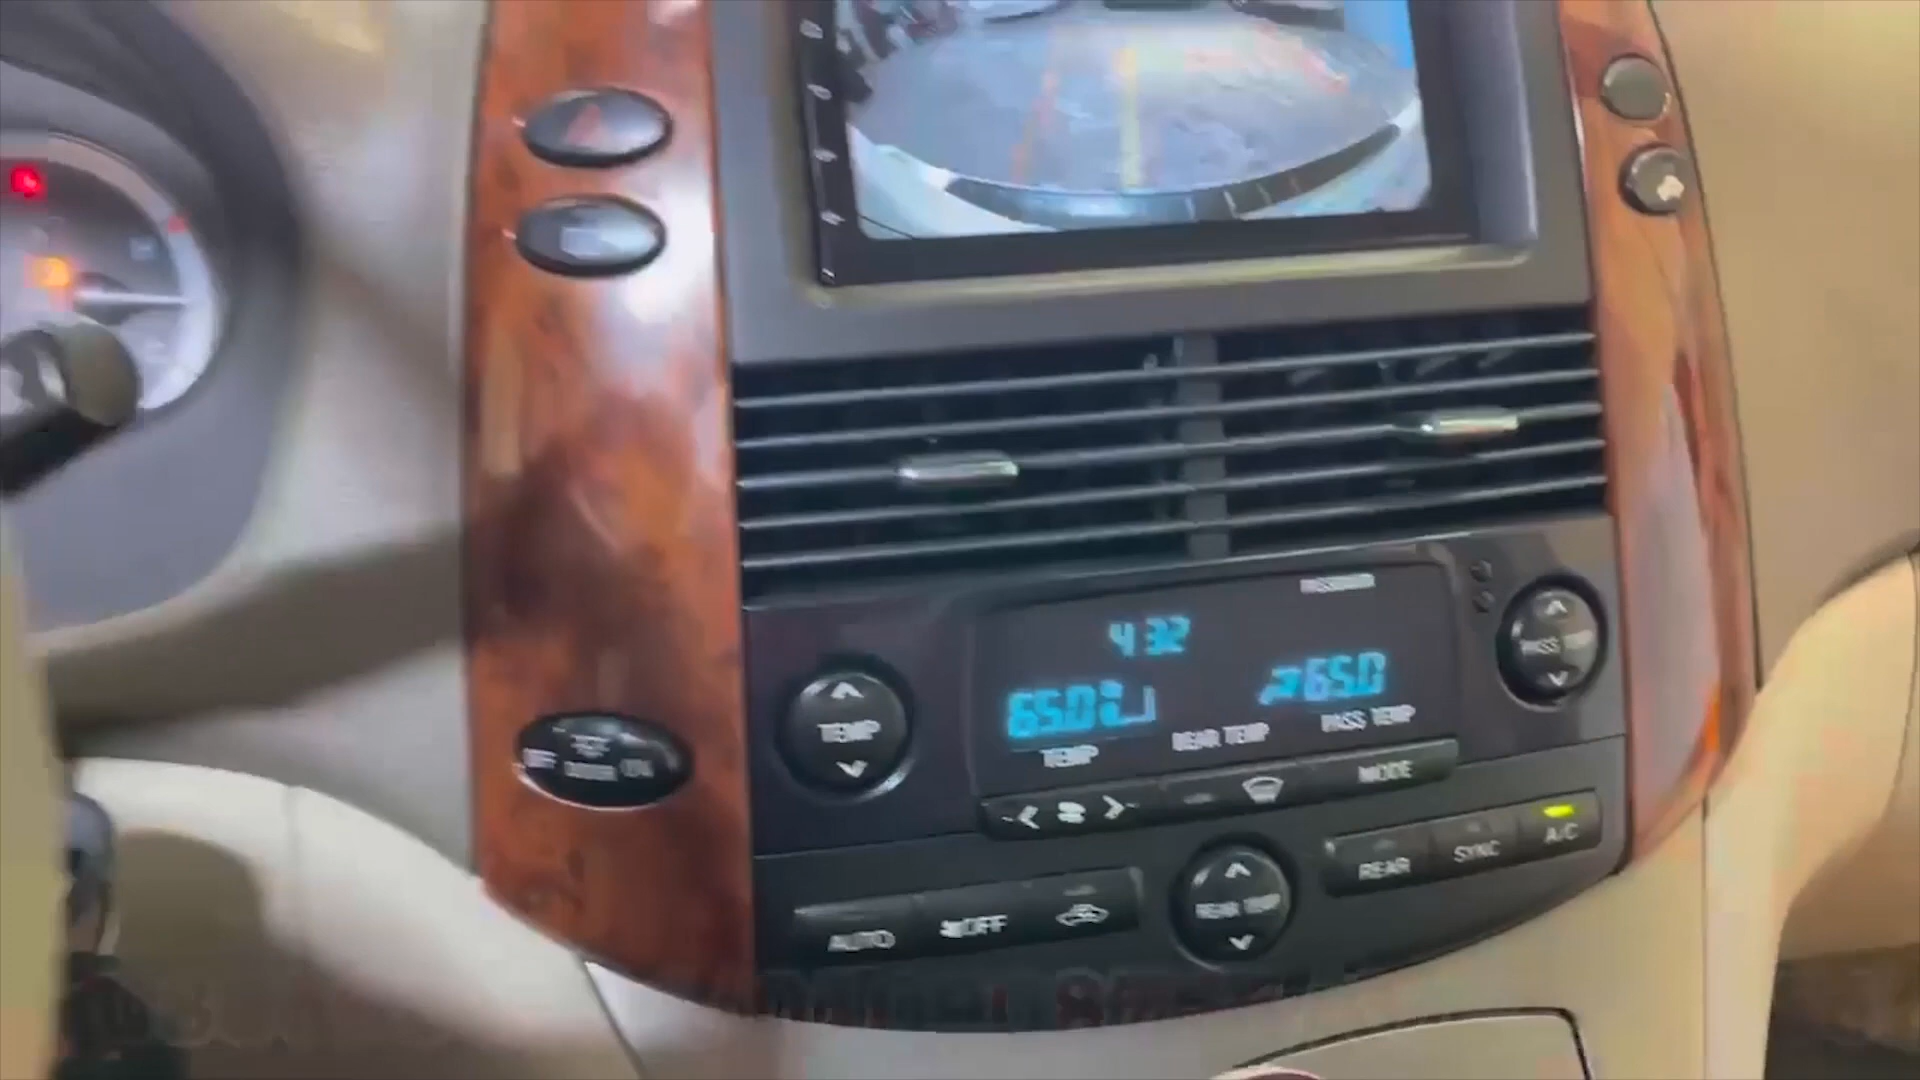 4:32
65.0
65.0
TEMP
REAR TEMP
PASS TEMP
TEMP
PASS TEMP
MODE
OFF
AUTO
OFF
REAR TEMP
REAR
SYNC
A/C